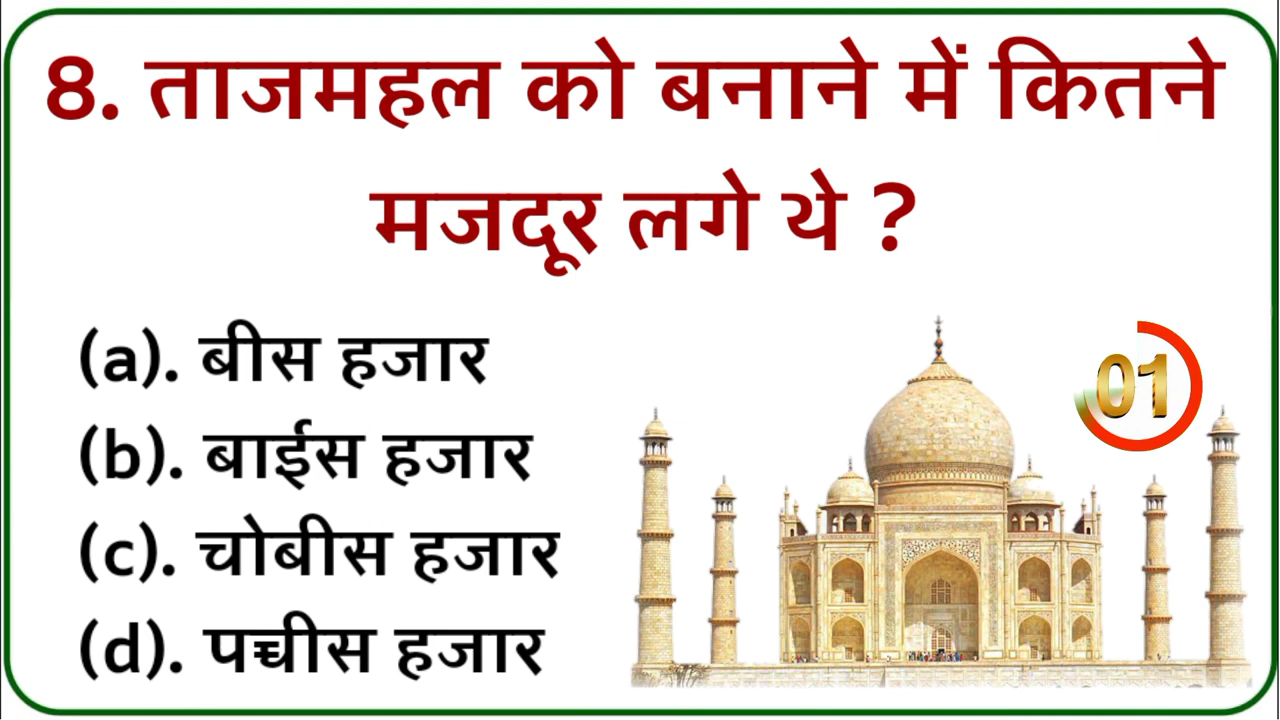 8. ताजमहल को बनाने में कितने
मजदूर लगे थे ?
(a). बीस हजार
01
(b). बाईस हजार
(c). चोबीस हजार
(d). पच्चीस हजार